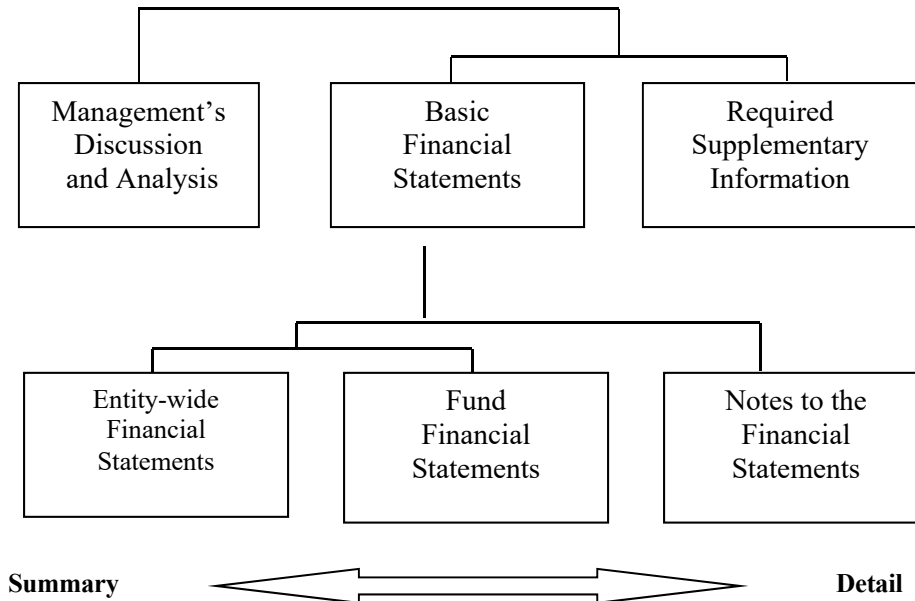 Management’s
Discussion
and Analysis
Basic
Financial
Statements
Required
Supplementary
Information
Entity-wide
Financial
Statements
Fund
Financial
Statements
Notes to the
Financial
Statements
Summary
Detail